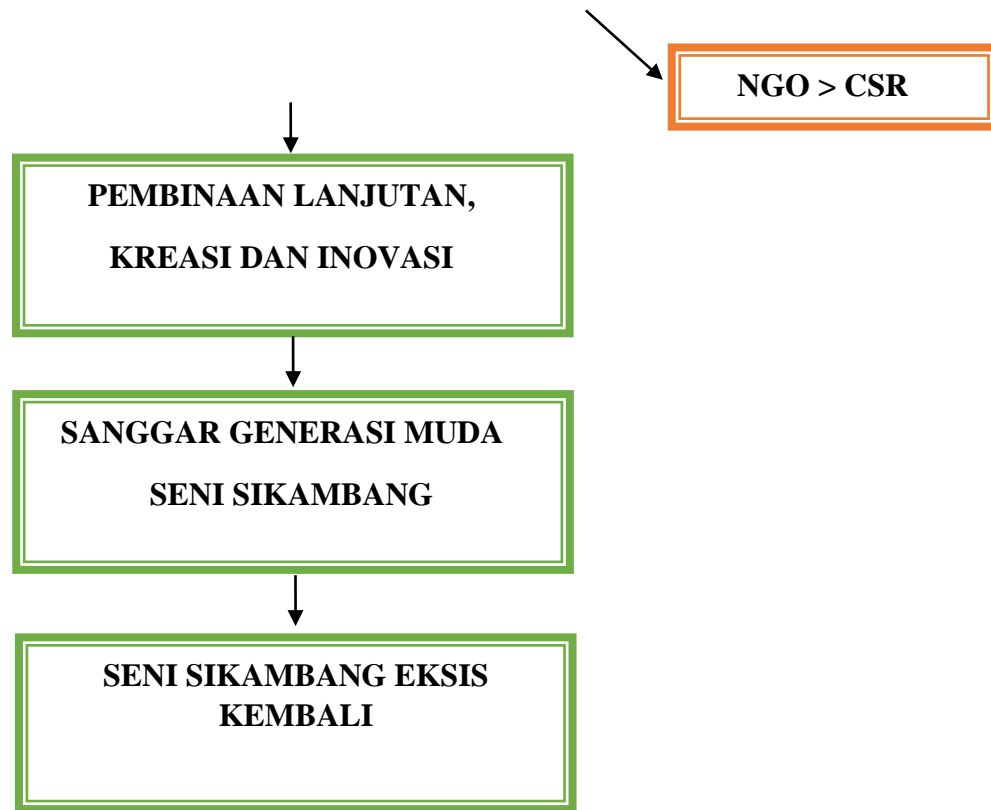 NGO > CSR
PEMBINAAN LANJUTAN,
KREASI DAN INOVASI
SANGGAR GENERASI MUDA
SENI SIKAMBANG
SENI SIKAMBANG EKSIS
KEMBALI